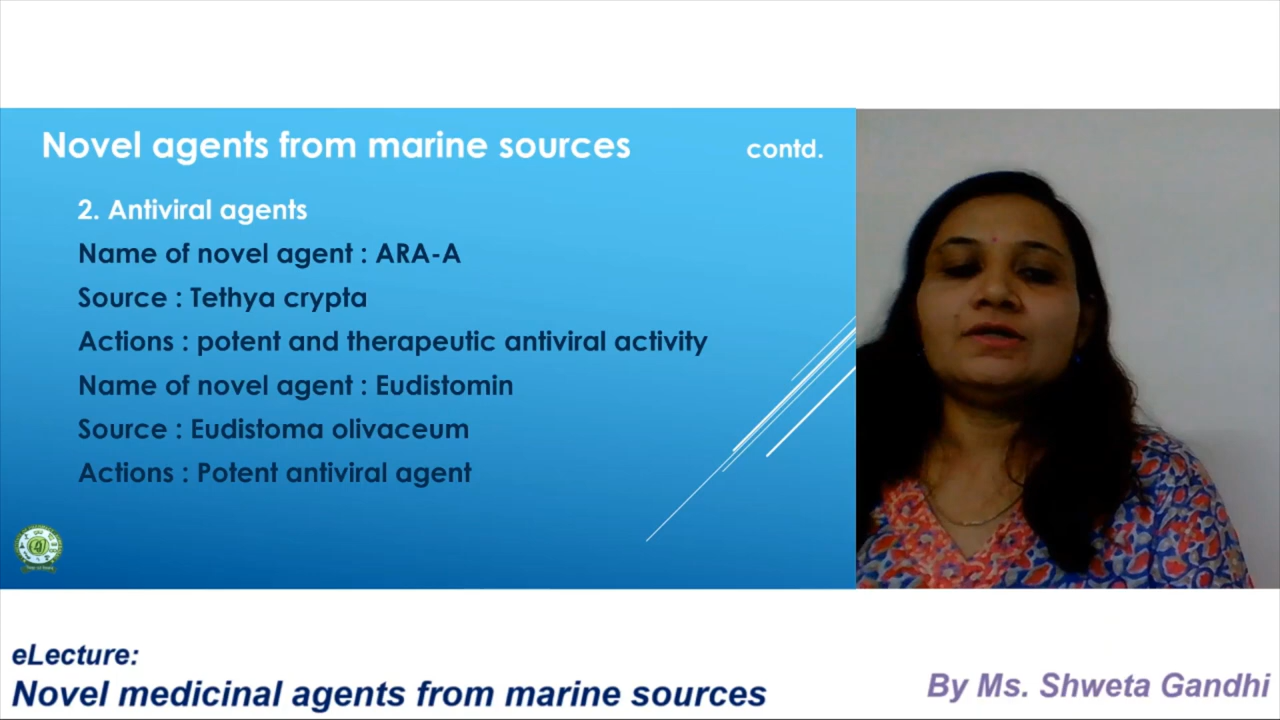 Novel agents from marine sources contd.
2. Antiviral agents
Name of novel agent : ARA-A
Source : Tethya crypta
Actions : potent and therapeutic antiviral activity
Name of novel agent : Eudistomin
Source : Eudistoma olivaceum
Actions : Potent antiviral agent
eLecture:
Novel medicinal agents from marine sources
By Ms. Shweta Gandhi